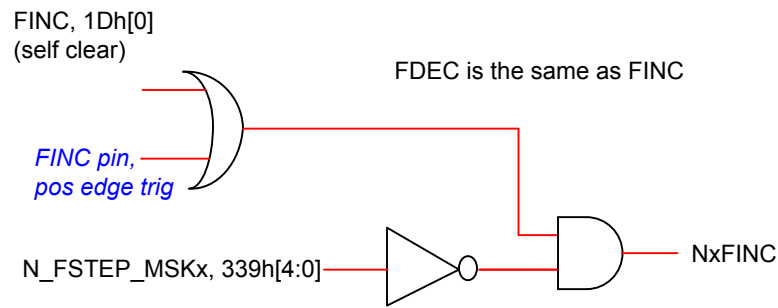 FINC, 1Dh[0]
(self clear)
FDEC is the same as FINC
FINC pin,
pos edge trig
N_FSTEP_MSKx, 339h[4:0]
NxFINC